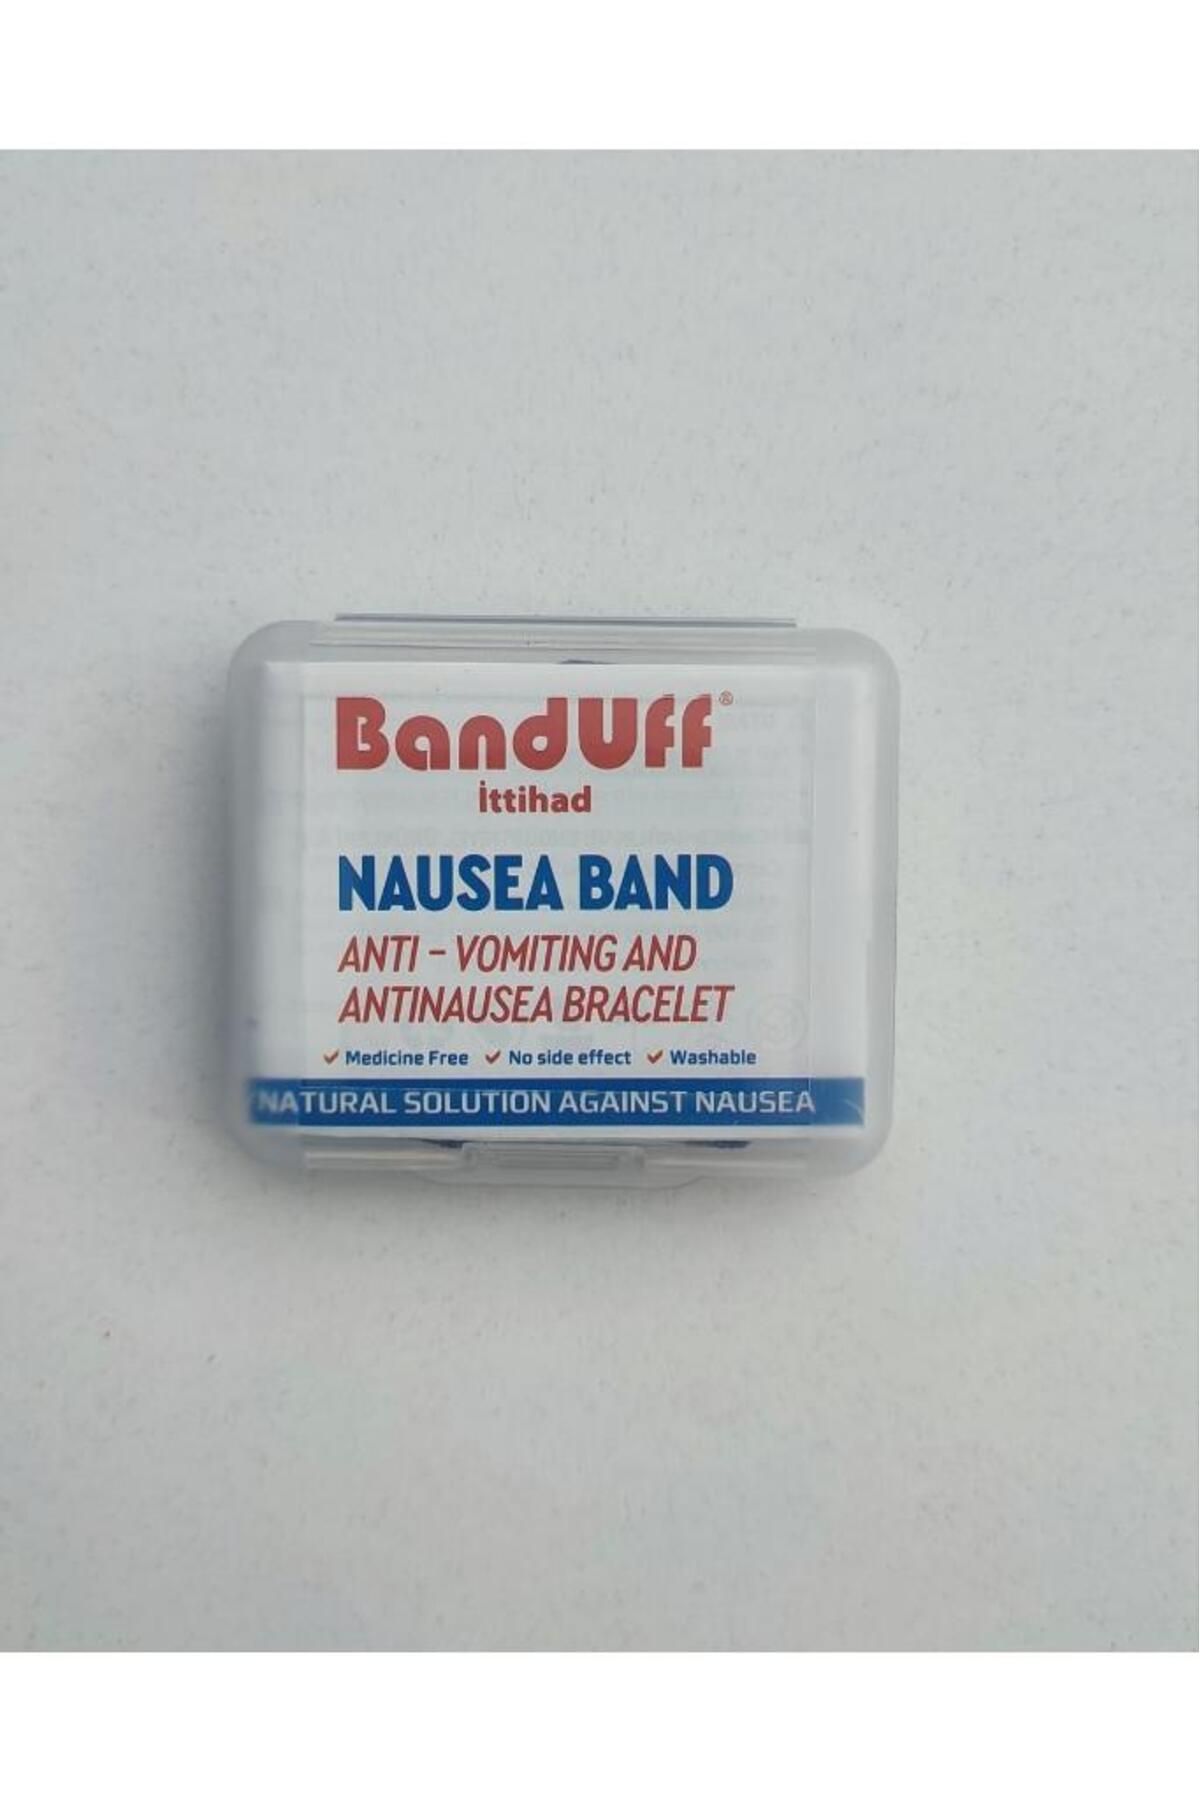 BandUff®
İttihad
NAUSEA BAND
ANTI - VOMITING AND
ANTINAUSEA BRACELET
Medicine Free No side effect Washable
NATURAL SOLUTION AGAINST NAUSEA